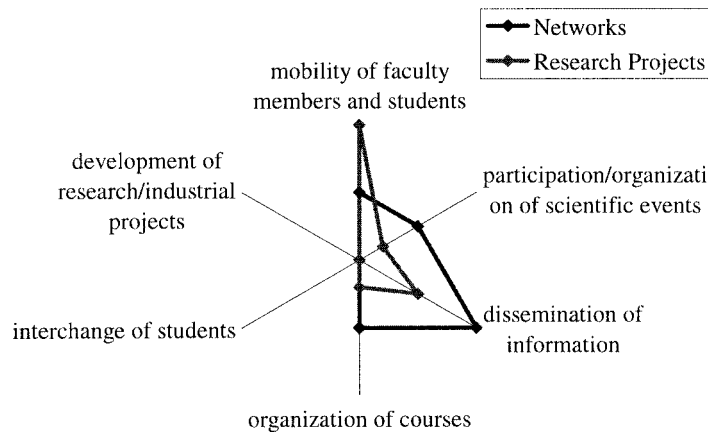 Networks
Research Projects
mobility of faculty
members and students
development of
research/industrial
projects
participation/organizati
on of scientific events
interchange of students
dissemination of
information
organization of courses